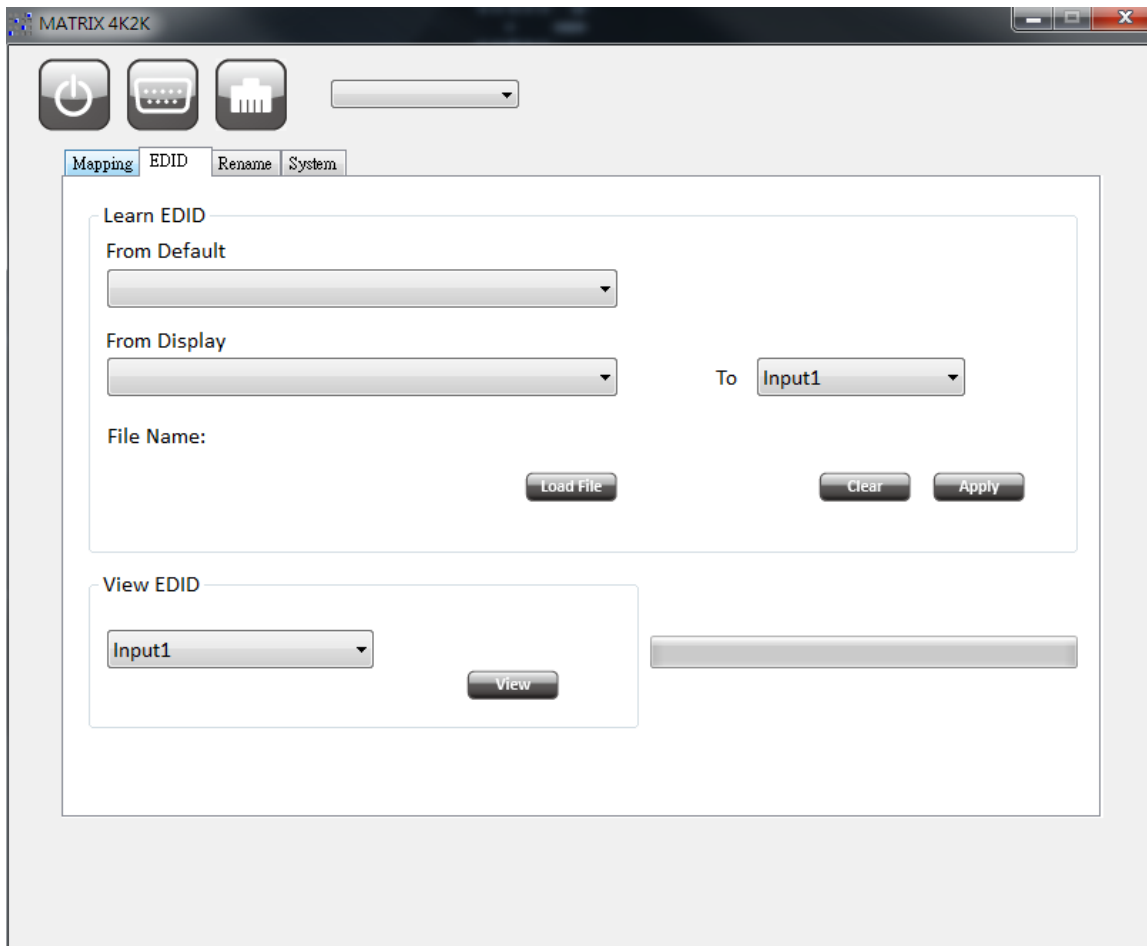 MATRIX 4K2K
Mapping EDID Rename System
Learn EDID
From Default
From Display
To Input1
File Name:
Load File Clear Apply
View EDID
Input1
View